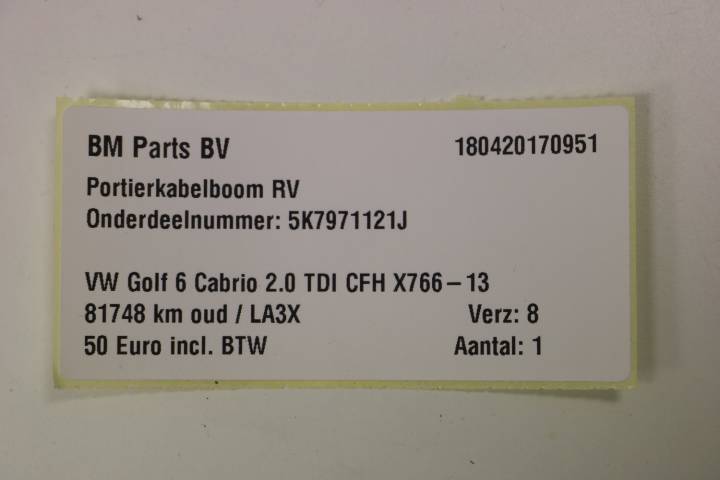 BM Parts BV 180420170951
Portierkabelboom RV
Onderdeelnummer: 5K7971121J
VW Golf 6 Cabrio 2.0 TDI CFH X766-13
81748 km oud / LA3X Verz: 8
50 Euro incl. BTW Aantal: 1